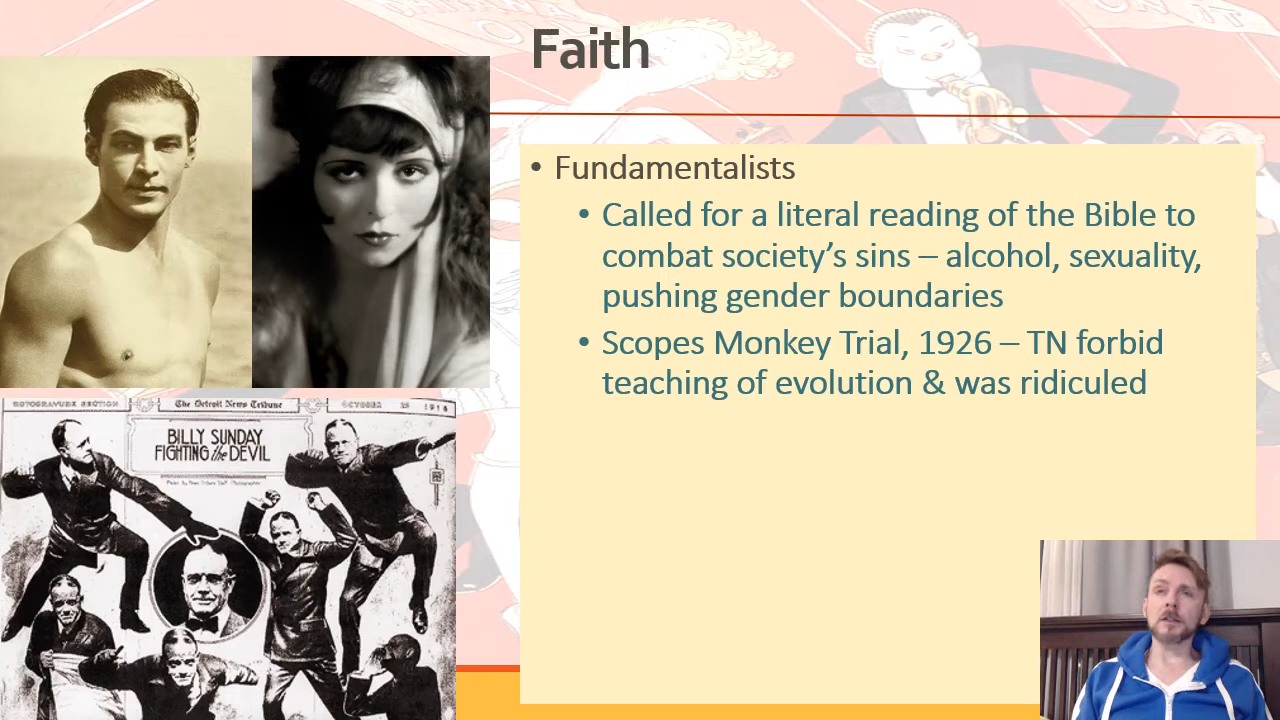 Faith
• Fundamentalists
• Called for a literal reading of the Bible to
combat society’s sins – alcohol, sexuality,
pushing gender boundaries
• Scopes Monkey Trial, 1926 – TN forbid
teaching of evolution & was ridiculed
ROTOGRAVURE SECTION
The Detroit News Tribune
OCTOBER
1916
BILLY SUNDAY
FIGHTING the DEVIL
ON IT